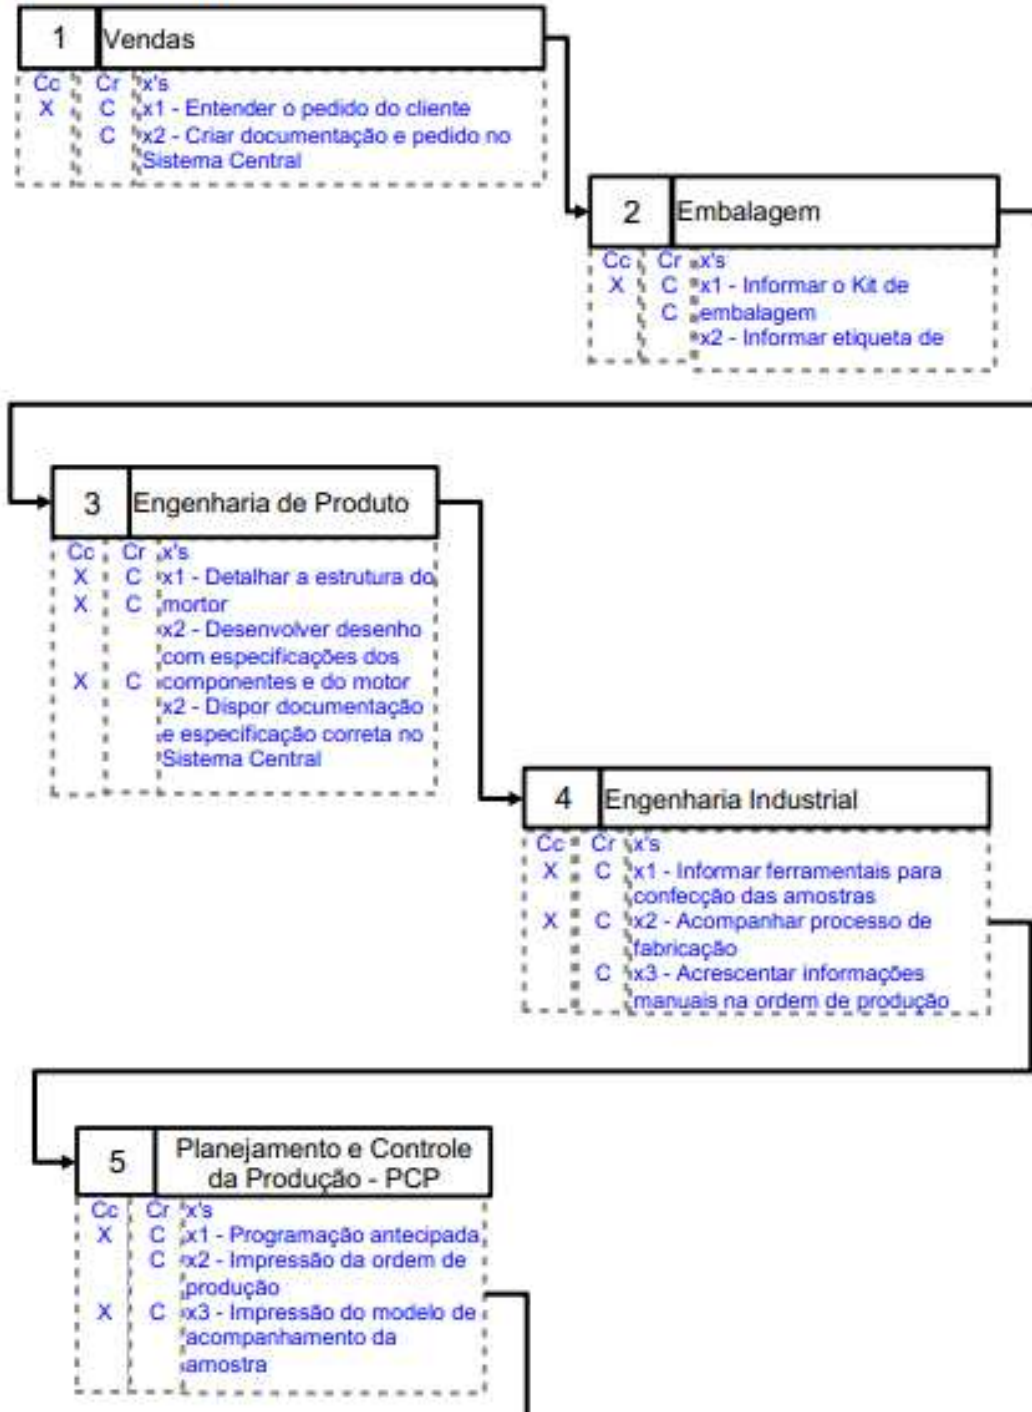 1 Vendas
Cc Cr x's
X C x1 - Entender o pedido do cliente
C x2 - Criar documentação e pedido no
Sistema Central
2 Embalagem
Cc Cr x's
X C x1 - Informar o Kit de
C embalagem
x2 - Informar etiqueta de
3 Engenharia de Produto
Cc Cr x's
X C x1 - Detalhar a estrutura do
X C mortor
x2 - Desenvolver desenho
com especificações dos
X C componentes e do motor
x2 - Dispor documentação
e especificação correta no
Sistema Central
4 Engenharia Industrial
Cc Cr x's
X C x1 - Informar ferramentais para
confecção das amostras
X C x2 - Acompanhar processo de
fabricação
C x3 - Acrescentar informações
manuais na ordem de produção
5 Planejamento e Controle
da Produção - PCP
Cc Cr x's
X C x1 - Programação antecipada
C x2 - Impressão da ordem de
produção
X C x3 - Impressão do modelo de
acompanhamento da
amostra